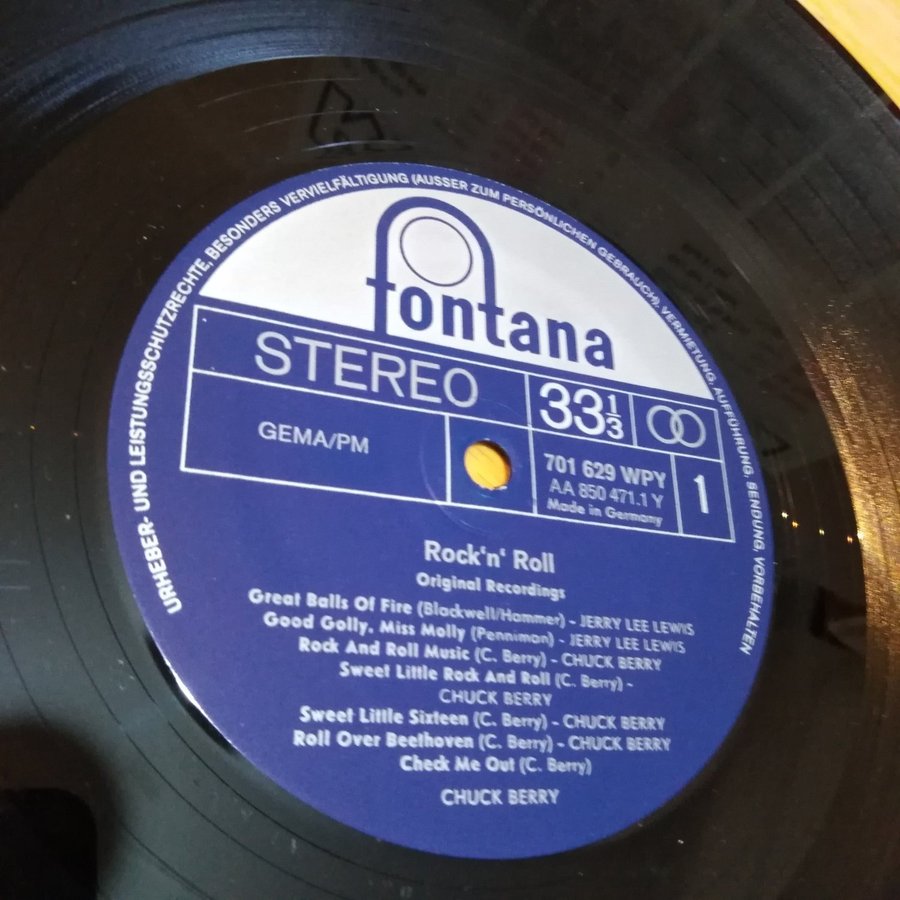 URHEBER- UND LEISTUNGSSCHUTZRECHTE, BESONDERS VERVIELFÄLTIGUNG (AUSSER ZUM PERSÖNLICHEN GEBRAUCH), VERMIETUNG, AUFFÜHRUNG, SENDUNG, VORBEHALTEN
fontana
STEREO
33 1/3
GEMA/PM
701 629 WPY
AA 850 471.1 Y
Made in Germany
1
Rock'n' Roll
Original Recordings
Great Balls Of Fire (Blackwell/Hammer) - JERRY LEE LEWIS
Good Golly, Miss Molly (Penniman) - JERRY LEE LEWIS
Rock And Roll Music (C. Berry) - CHUCK BERRY
Sweet Little Rock And Roll (C. Berry) -
CHUCK BERRY
Sweet Little Sixteen (C. Berry) - CHUCK BERRY
Roll Over Beethoven (C. Berry) - CHUCK BERRY
Check Me Out (C. Berry)
CHUCK BERRY